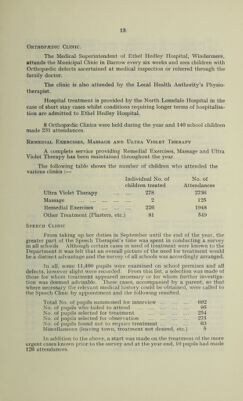 13
ORTHOPÆDIC CLINIC.
The Medical Superintendent of Ethel Hedley Hospital, Windermere,
attends the Municipal Clinic in Barrow every six weeks and sees children with
Orthopædic defects ascertained at medical inspection or referred through the
family doctor.
The clinic is also attended by the Local Health Authority's Physio-
therapist.
Hospital treatment is provided by the North Lonsdale Hospital in the
case of short stay cases whilst conditions requiring longer terms of hospitalisa-
tion are admitted to Ethel Hedley Hospital.
8 Orthopædic Clinics were held during the year and 140 school children
made 231 attendances.
REMEDIAL EXERCISES, MASSAGE AND ULTRA VIOLET THERAPY
A complete service providing Remedial Exercises, Massage and Ultra
Violet Therapy has been maintained throughout the year.
The following table shows the number of children who attended the
various clinics :—
Individual No. of No. of
children treated Attendances
Ultra Violet Therapy 278 2736
Massage 2 125
Remedial Exercises 226 1948
Other Treatment (Plasters, etc.) 81 549
SPEECH CLINIC
From taking up her duties in September until the end of the year, the
greater part of the Speech Therapist's time was spent in conducting a survey
in all schools. Although certain cases in need of treatment were known to the
Department it was felt that an overall picture of the need for treatment would
be a distinct advantage and the survey of all schools was accordingly arranged.
In all, some 11,490 pupils were examined on school premises and all
defects, however slight were recorded. From this list, a selection was made of
those for whom treatment appeared necessary or for whom further investiga-
tion was deemed advisable. These cases, accompanied by a parent, so that
where necessary the relevant medical history could be obtained, were called to
the Speech Clinic by appointment and the following resulted.
Total No. of pupils summoned for interview 692
No. of pupils who failed to attend
No. of pupils selected for treatment 254
No. of pupils selected for observation
No. of pupils found not to require treatment 63
Miscellaneous (leaving town, treatment not desired, etc.)
In addition to the above, a start was made on the treatment of the more
urgent cases known prior to the survey and at the year end, 10 pupils had made
126 attendances.